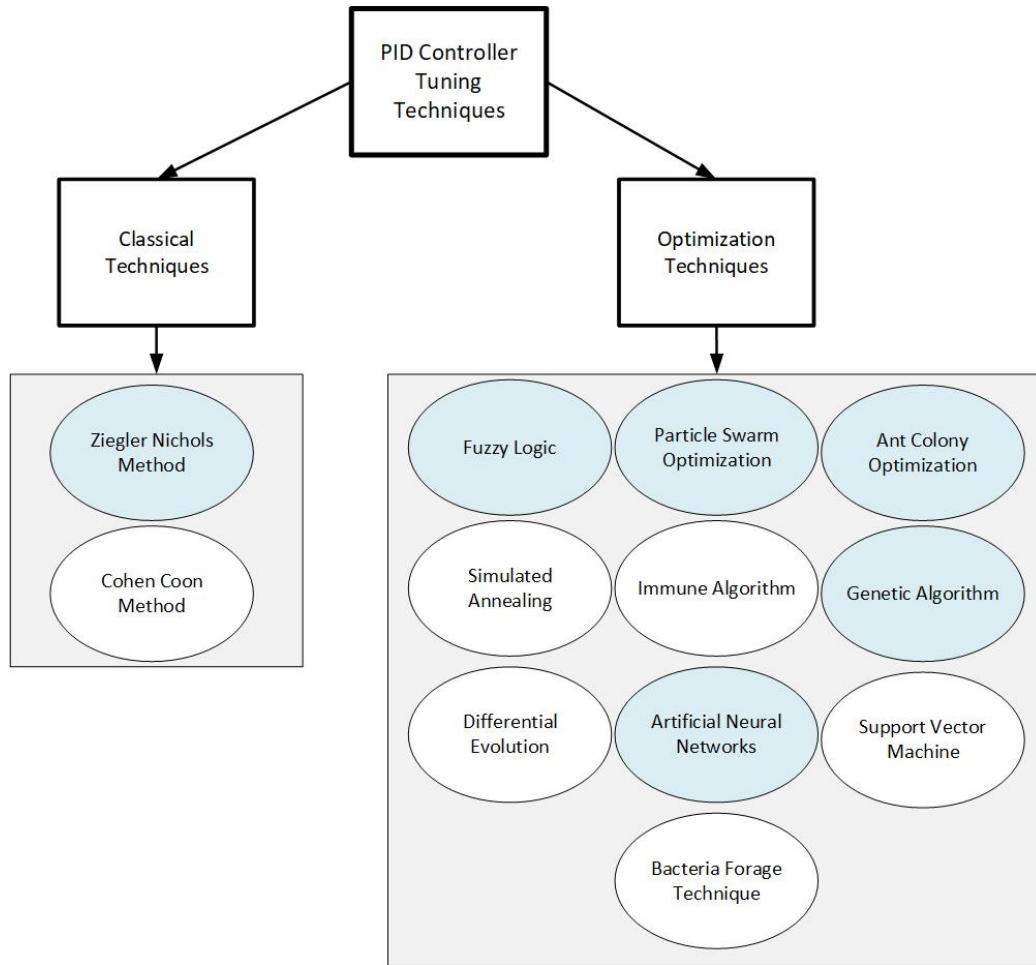 PID Controller
Tuning
Techniques
Classical
Techniques
Optimization
Techniques
Ziegler Nichols
Method
Cohen Coon
Method
Fuzzy Logic
Particle Swarm
Optimization
Ant Colony
Optimization
Simulated
Annealing
Immune Algorithm
Genetic Algorithm
Differential
Evolution
Artificial Neural
Networks
Support Vector
Machine
Bacteria Forage
Technique